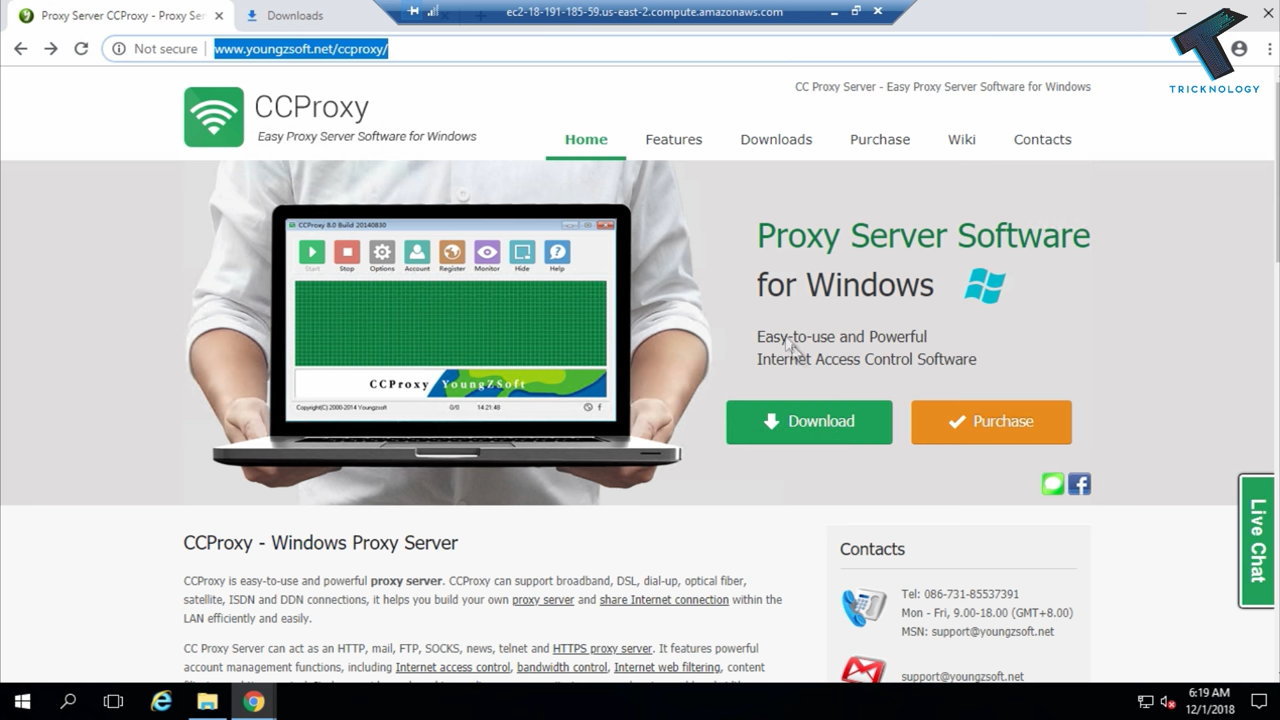 Proxy Server CCProxy - Proxy Ser
Downloads
ec2-18-191-185-59.us-east-2.compute.amazonaws.com
Not secure
www.youngzsoft.net/ccproxy/
TRICKNOLOGY
CCProxy
Easy Proxy Server Software for Windows
CC Proxy Server - Easy Proxy Server Software for Windows
Home
Features
Downloads
Purchase
Wiki
Contacts
CCProxy 8.0 Build 20140830
Start
Stop
Options
Account
Register
Monitor
Hide
Help
CCProxy YoungZSoft
Copyright(C) 2000-2014 Youngzsoft
0/0
14:21:48
Proxy Server Software
for Windows
Easy-to-use and Powerful
Internet Access Control Software
Download
Purchase
Live Chat
CCProxy - Windows Proxy Server
CCProxy is easy-to-use and powerful proxy server. CCProxy can support broadband, DSL, dial-up, optical fiber,
satellite, ISDN and DDN connections, it helps you build your own proxy server and share Internet connection within the
LAN efficiently and easily.
CC Proxy Server can act as an HTTP, mail, FTP, SOCKS, news, telnet and HTTPS proxy server. It features powerful
account management functions, including Internet access control, bandwidth control, Internet web filtering, content
Contacts
Tel: 086-731-85537391
Mon - Fri, 9.00-18.00 (GMT+8.00)
MSN: support@youngzsoft.net
support@youngzsoft.net
6:19 AM
12/1/2018